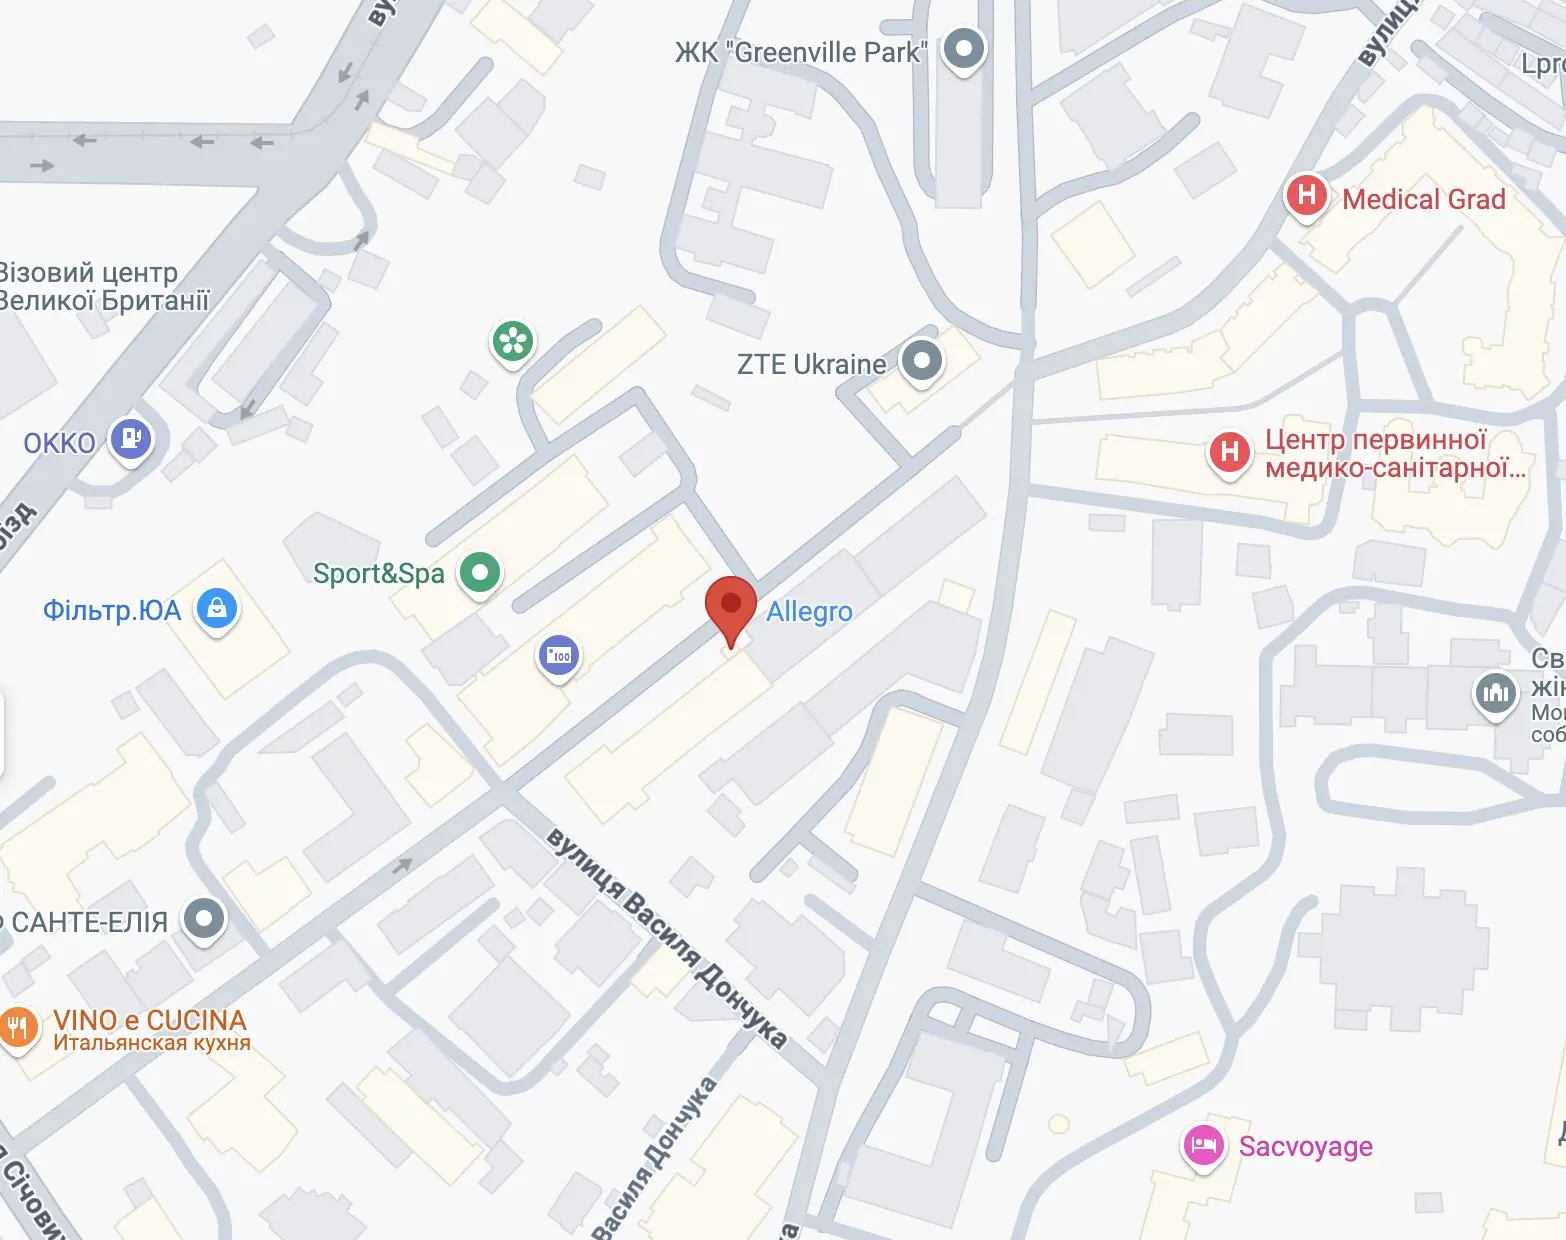 ЖК "Greenville Park"
Medical Grad
Візовий центр
Великої Британії
ZTE Ukraine
OKKO
Центр первинної
медико-санітарної...
Sport&Spa
Фільтр.ЮА
Allegro
100
вулиця Василя Дончука
САНТЕ-ЕЛІЯ
VINO e CUCINA
Итальянская кухня
Василя Дончука
Sacvoyage